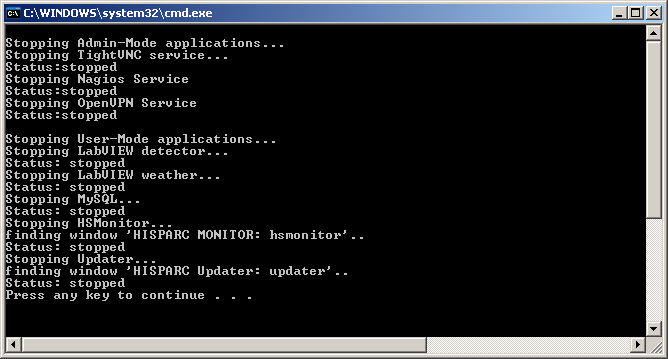 C:\WINDOWS\system32\cmd.exe
Stopping Admin-Mode applications...
Stopping TightVNC service...
Status:stopped
Stopping Nagios Service
Status:stopped
Stopping OpenVPN Service
Status:stopped
Stopping User-Mode applications...
Stopping LabVIEW detector...
Status: stopped
Stopping LabVIEW weather...
Status: stopped
Stopping MySQL...
Status: stopped
Stopping HSMonitor...
finding window 'HISPARC MONITOR: hsmonitor'..
Status: stopped
Stopping Updater...
finding window 'HISPARC Updater: updater'..
Status: stopped
Press any key to continue . . .